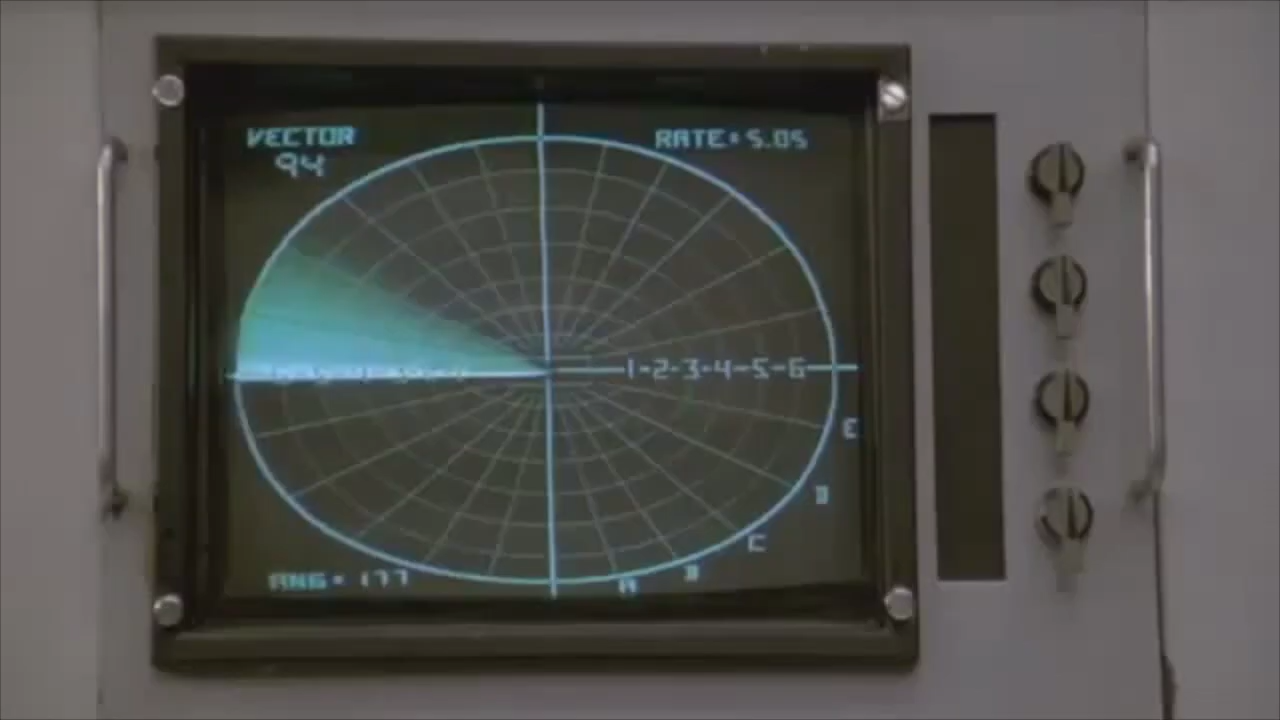 VECTOR
94
RATE= 5.05
1-2-3-4-5-6
E
D
C
B
A
ANG= 177